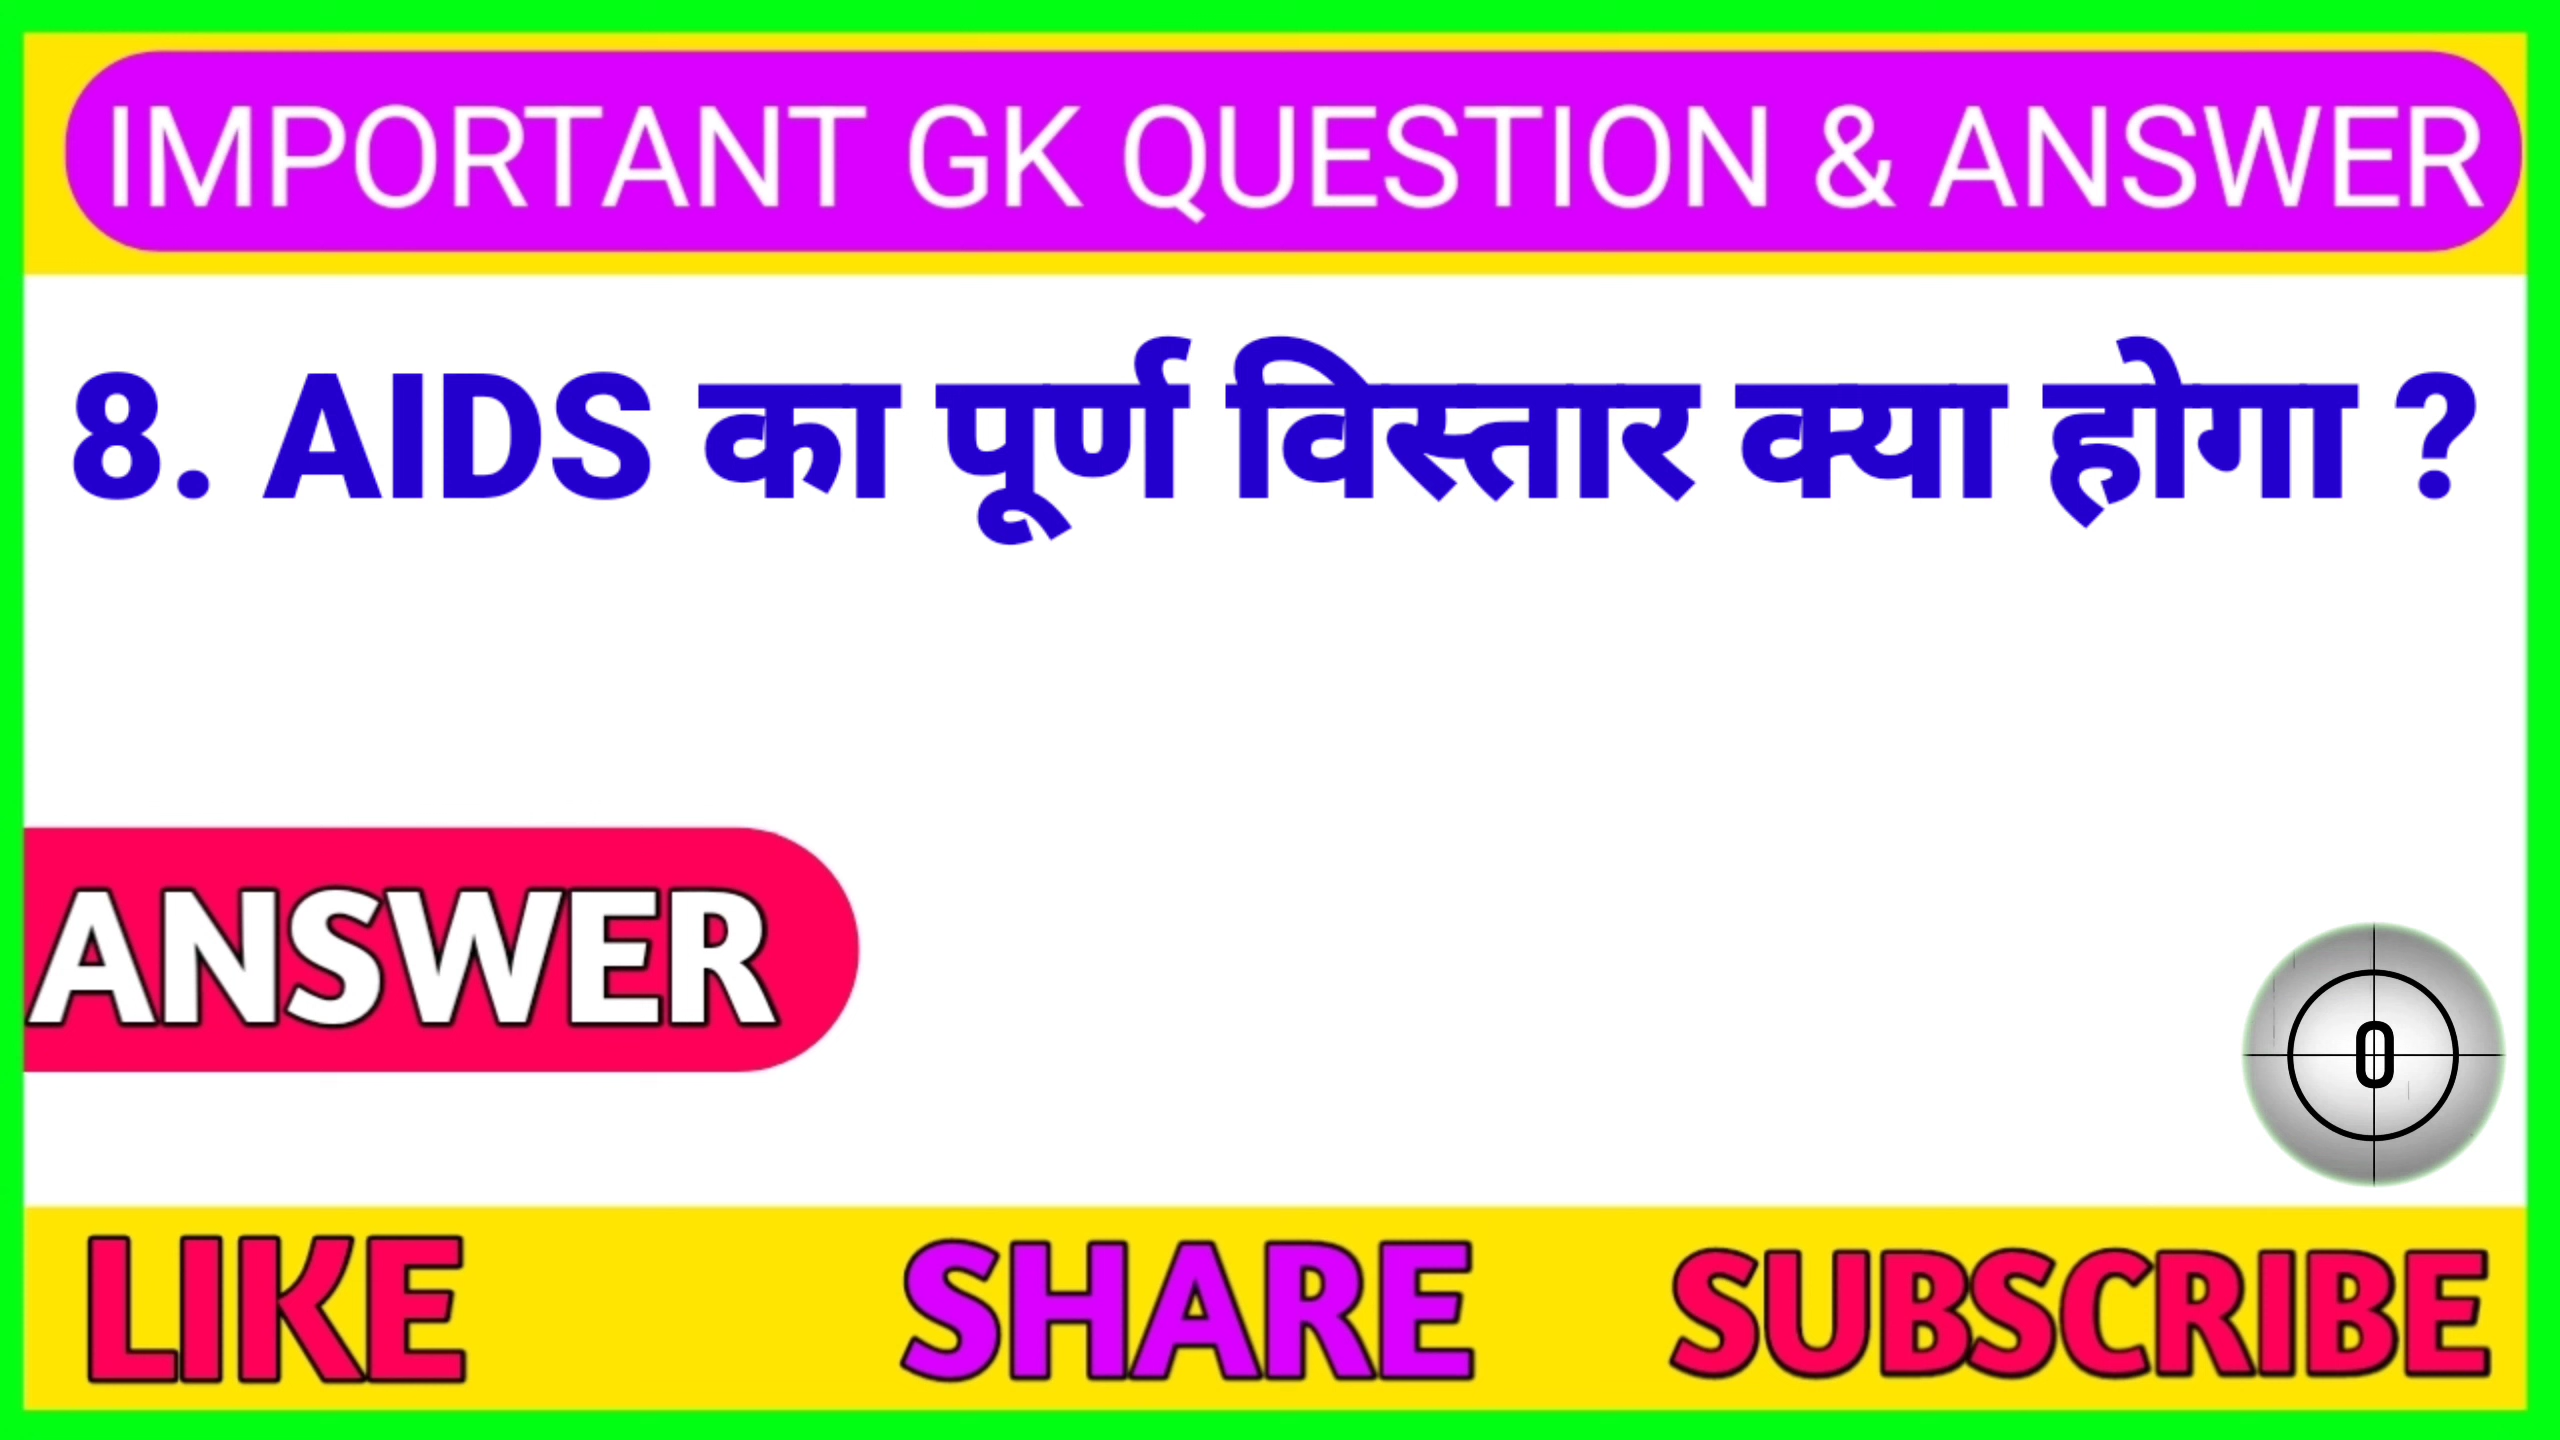 IMPORTANT GK QUESTION & ANSWER
8. AIDS का पूर्ण विस्तार क्या होगा ?
ANSWER
0
LIKE SHARE SUBSCRIBE